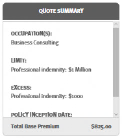 QUOTE SUMMARY
OCCUPATION(S):
Business Consulting
LIMIT:
Professional Indemnity: $1 Million
EXCESS:
Professional Indemnity: $1000
POLICY INCEPTION DATE:
Total Base Premium